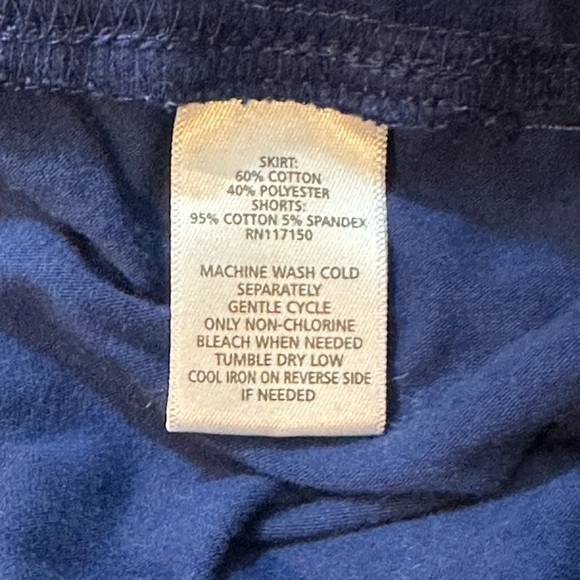 SKIRT:
60% COTTON
40% POLYESTER
SHORTS:
95% COTTON 5% SPANDEX
RN117150
MACHINE WASH COLD
SEPARATELY
GENTLE CYCLE
ONLY NON-CHLORINE
BLEACH WHEN NEEDED
TUMBLE DRY LOW
COOL IRON ON REVERSE SIDE
IF NEEDED